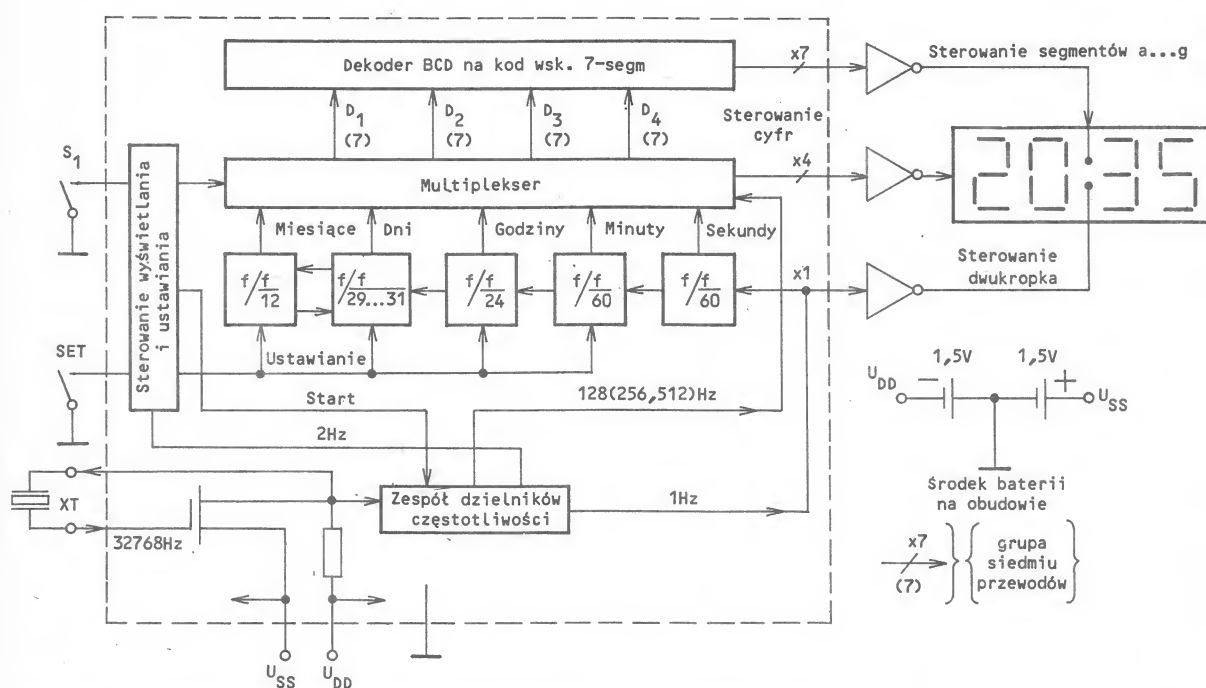 Dekoder BCD na kod wsk. 7-segm
x7
Sterowanie segmentów a...g
D1
(7)
D2
(7)
D3
(7)
D4
(7)
Sterowanie
cyfr
S1
Sterowanie wyświetlania
i ustawiania
Multiplekser
x4
20:35
Miesiące
Dni
Godziny
Minuty
Sekundy
f/f/12
f/f/29...31
f/f/24
f/f/60
f/f/60
x1
Sterowanie
dwukropka
SET
Ustawianie
Start
128(256,512)Hz
2Hz
1,5V
1,5V
UDD
−
+
USS
XT
32768Hz
Zespół dzielników
częstotliwości
1Hz
Środek baterii
na obudowie
x7
(7)
grupa
siedmiu
przewodów
USS
UDD